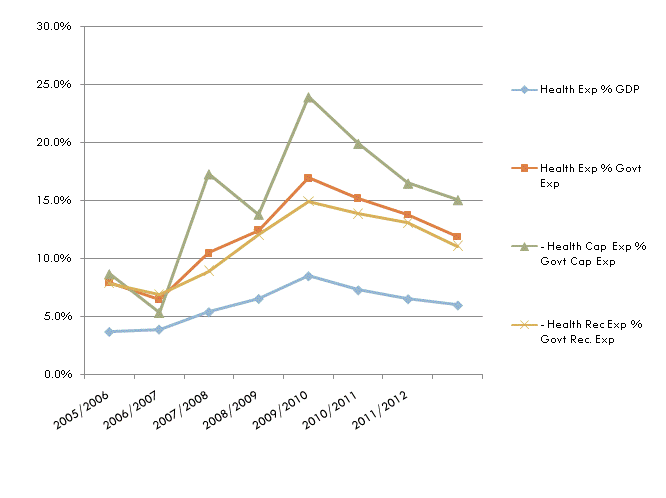 30.0%
25.0%
20.0%
15.0%
10.0%
5.0%
0.0%
2005/2006
2006/2007
2007/2008
2008/2009
2009/2010
2010/2011
2011/2012
Health Exp % GDP
Health Exp % Govt
Exp
- Health Cap Exp %
Govt Cap Exp
- Health Rec Exp %
Govt Rec. Exp